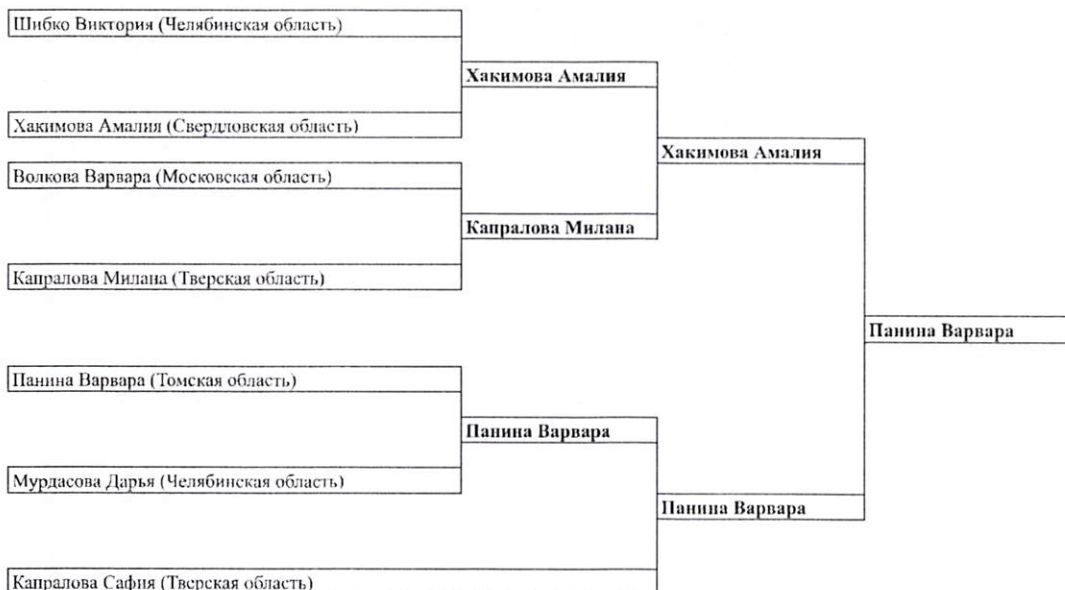 Шибко Виктория (Челябинская область)
Хакимова Амалия
Хакимова Амалия (Свердловская область)
Хакимова Амалия
Волкова Варвара (Московская область)
Капралова Милана
Капралова Милана (Тверская область)
Панина Варвара
Панина Варвара (Томская область)
Панина Варвара
Мурдасова Дарья (Челябинская область)
Панина Варвара
Капралова Сафия (Тверская область)